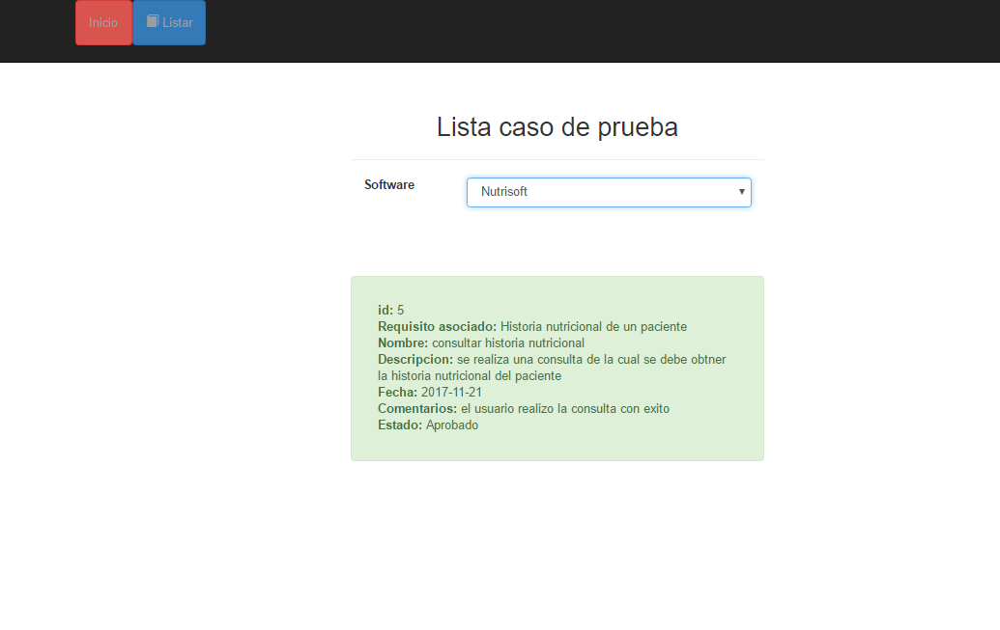 Inicio Listar
Lista caso de prueba
Software Nutrisoft
id: 5
Requisito asociado: Historia nutricional de un paciente
Nombre: consultar historia nutricional
Descripcion: se realiza una consulta de la cual se debe obtner
la historia nutricional del paciente
Fecha: 2017-11-21
Comentarios: el usuario realizo la consulta con exito
Estado: Aprobado